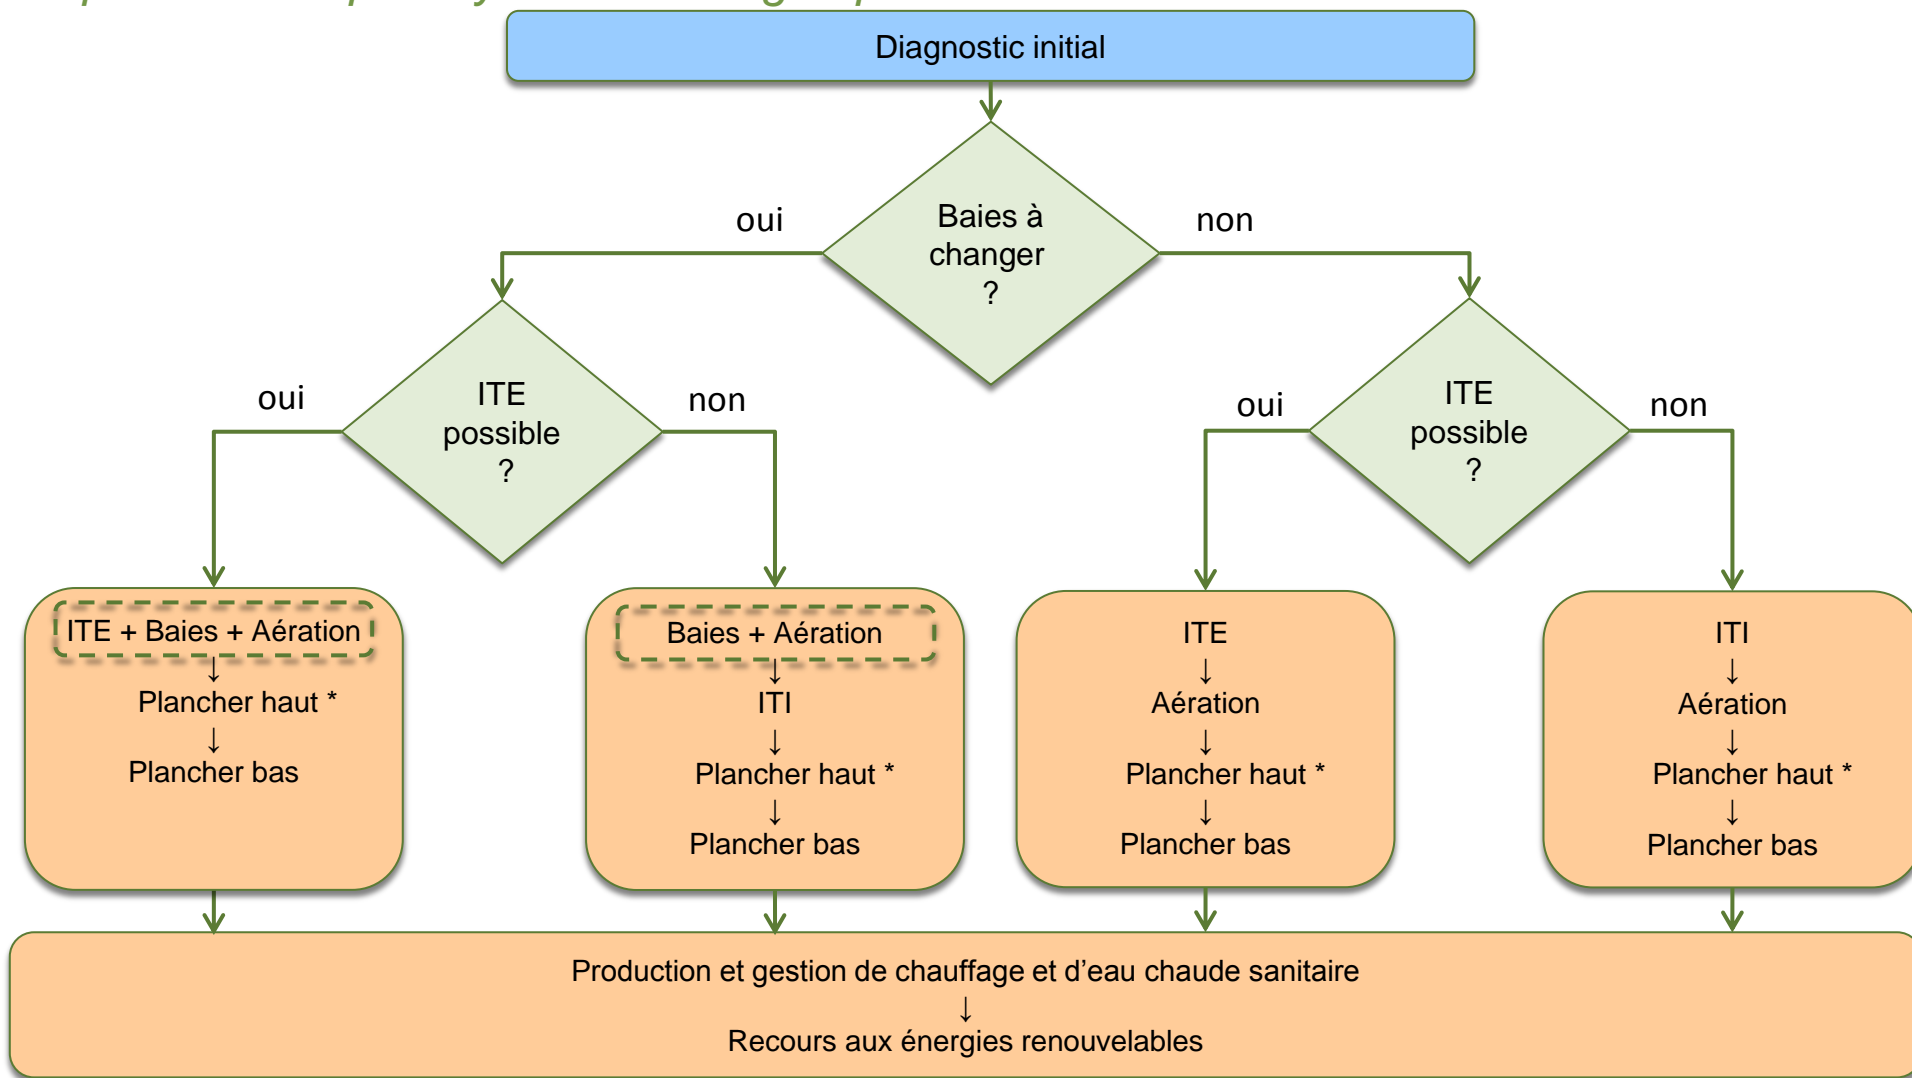 Diagnostic initial
Baies à
changer
?
oui
non
ITE
possible
?
oui
non
ITE
possible
?
oui
non
ITE + Baies + Aération
↓
Plancher haut *
↓
Plancher bas
Baies + Aération
↓
ITI
↓
Plancher haut *
↓
Plancher bas
ITE
↓
Aération
↓
Plancher haut *
↓
Plancher bas
ITI
↓
Aération
↓
Plancher haut *
↓
Plancher bas
Production et gestion de chauffage et d’eau chaude sanitaire
↓
Recours aux énergies renouvelables